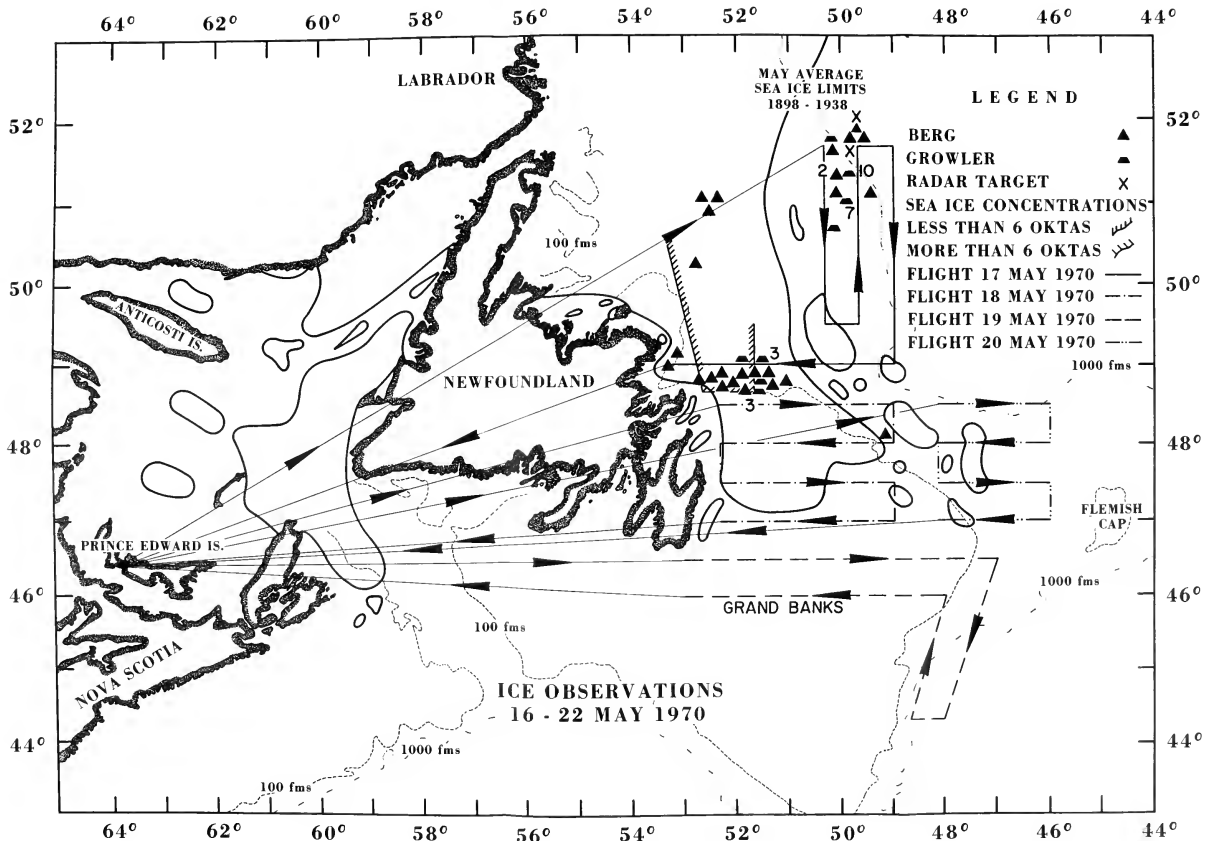 64° 62° 60° 58° 56° 54° 52° 50° 48° 46° 44°
LABRADOR
MAY AVERAGE
SEA ICE LIMITS
1898 - 1938
LEGEND
52° 52°
BERG
GROWLER
RADAR TARGET X
SEA ICE CONCENTRATIONS
LESS THAN 6 OKTAS
MORE THAN 6 OKTAS
FLIGHT 17 MAY 1970
FLIGHT 18 MAY 1970
FLIGHT 19 MAY 1970
FLIGHT 20 MAY 1970
X
X
2 10
7
100 fms
50° 50°
ANTICOSTI IS.
1000 fms
3
NEWFOUNDLAND
3
48° 48°
FLEMISH
CAP
PRINCE EDWARD IS.
1000 fms
46° 46°
GRAND BANKS
100 fms
NOVA SCOTIA
ICE OBSERVATIONS
16 - 22 MAY 1970
44° 44°
1000 fms
100 fms
64° 62° 60° 58° 56° 54° 52° 50° 48° 46° 44°